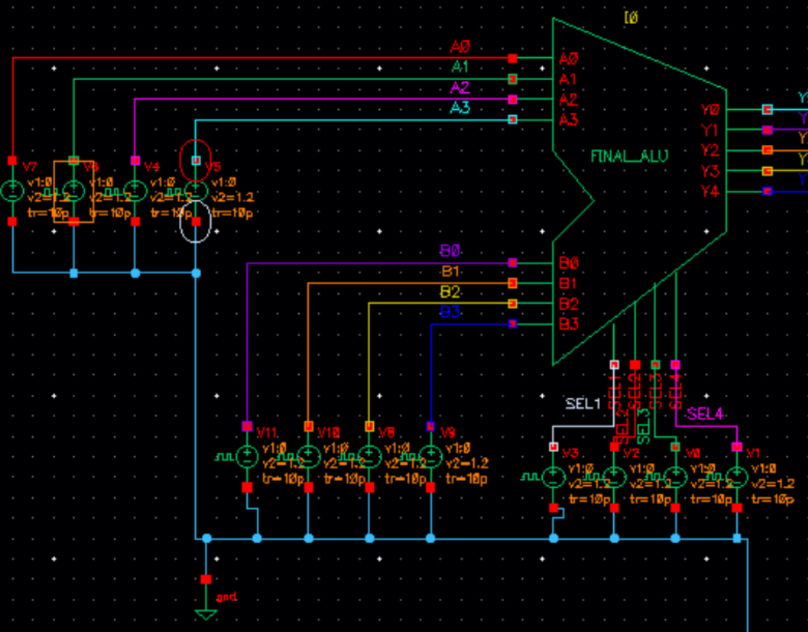 I0
A0
A0
A1
A1
A2
A2
A3
A3
Y0
Y1
Y2
Y3
Y4
FINAL_ALU
V7
v1:0
v2=1.2
tr=10p
v1:0
v2=1.2
tr=10p
V4
v1:0
v2=1.2
tr=10p
V5
v1:0
v2=1.2
tr=10p
B0
B0
B1
B1
B2
B2
B3
B3
V11
v1:0
v2=1.2
tr=10p
V10
v1:0
v2=1.2
tr=10p
V8
v1:0
v2=1.2
tr=10p
V9
v1:0
v2=1.2
tr=10p
SEL1
SEL2
SEL3
SEL4
SEL1
SEL2
SEL3
SEL4
V3
v1:0
v2=1.2
tr=10p
V2
v1:0
v2=1.2
tr=10p
V0
v1:0
v2=1.2
tr=10p
V1
v1:0
v2=1.2
tr=10p
gnd